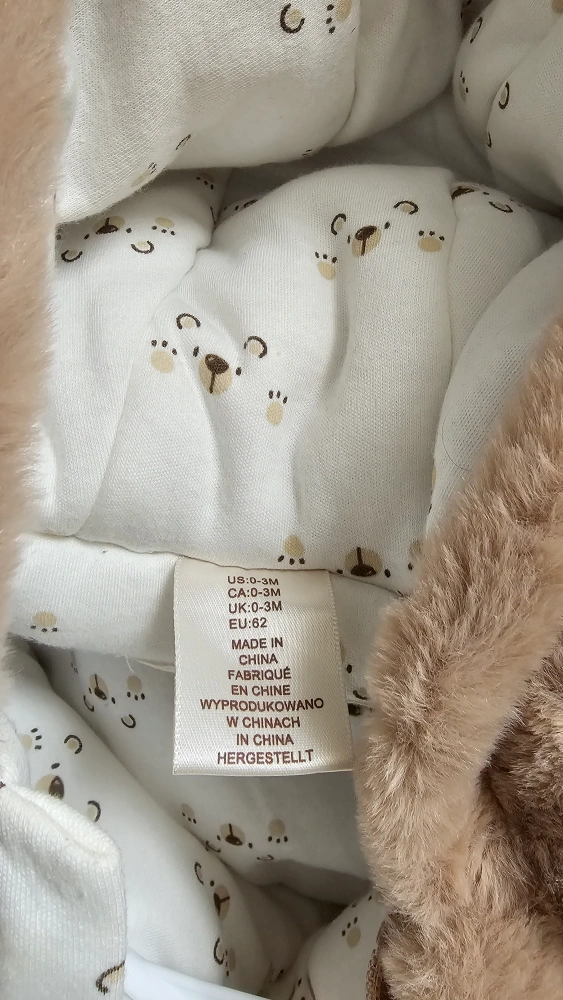 US:0-3M
CA:0-3M
UK:0-3M
EU:62
MADE IN
CHINA
FABRIQUÉ
EN CHINE
WYPRODUKOWANO
W CHINACH
IN CHINA
HERGESTELLT